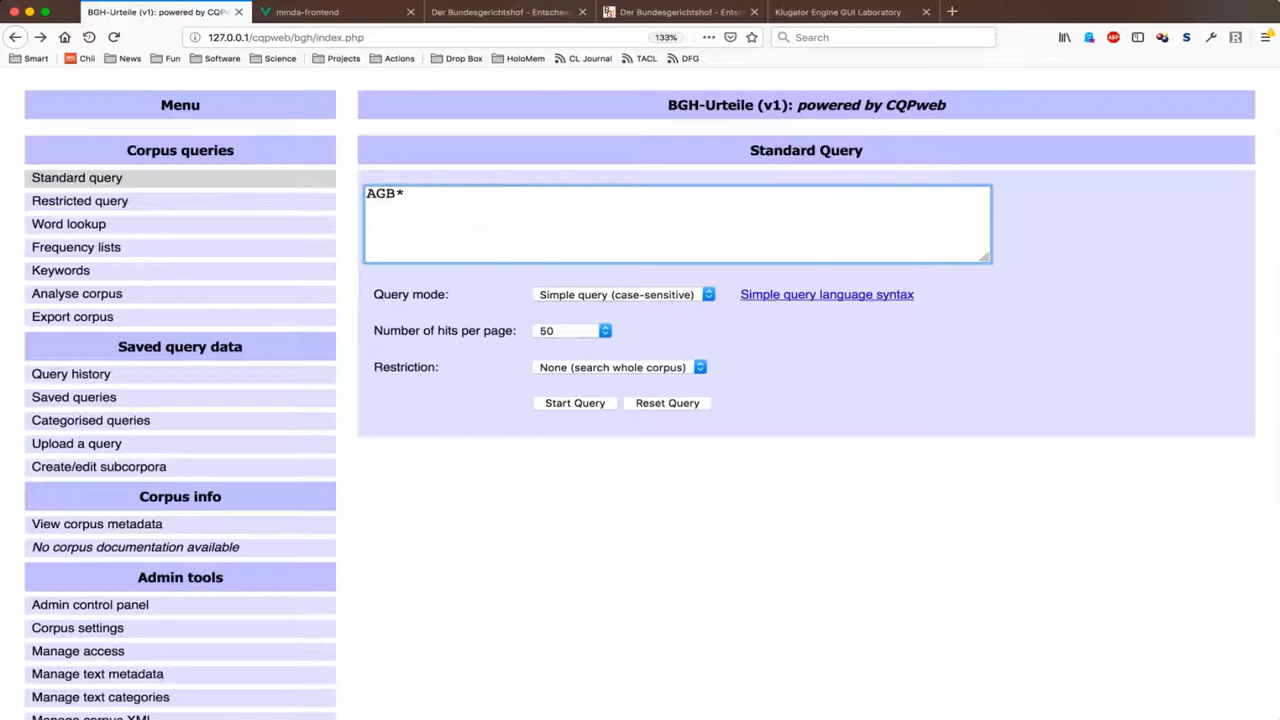 BGH-Urteile (v1): powered by CQPw
mmda-frontend
Der Bundesgerichtshof - Entschei
Der Bundesgerichtshof - Entsc
Klugator Engine GUI Laboratory
127.0.0.1/cqpweb/bgh/index.php
133%
Search
Smart
Chii
News
Fun
Software
Science
Projects
Actions
Drop Box
HoloMem
CL Journal
TACL
DFG
Menu
Corpus queries
Standard query
Restricted query
Word lookup
Frequency lists
Keywords
Analyse corpus
Export corpus
Saved query data
Query history
Saved queries
Categorised queries
Upload a query
Create/edit subcorpora
Corpus info
View corpus metadata
No corpus documentation available
Admin tools
Admin control panel
Corpus settings
Manage access
Manage text metadata
Manage text categories
Manage corpus XML
BGH-Urteile (v1): powered by CQPweb
Standard Query
AGB*
Query mode: Simple query (case-sensitive) Simple query language syntax
Number of hits per page: 50
Restriction: None (search whole corpus)
Start Query Reset Query